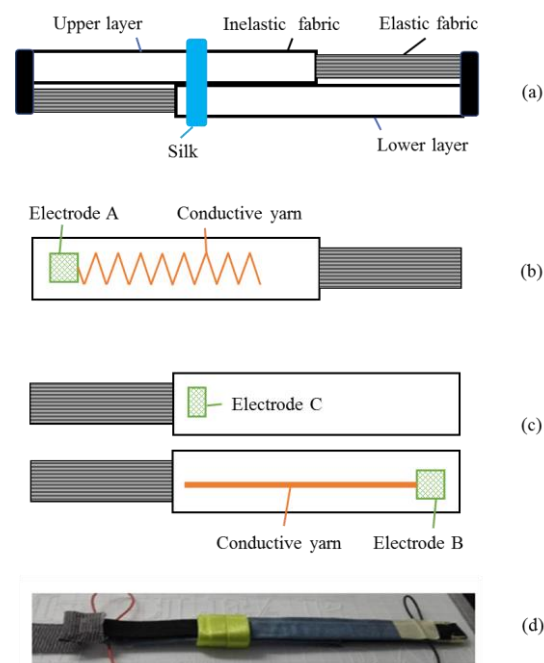 Upper layer
Inelastic fabric
Elastic fabric
(a)
Silk
Lower layer
Electrode A
Conductive yarn
(b)
Electrode C
(c)
Conductive yarn
Electrode B
(d)